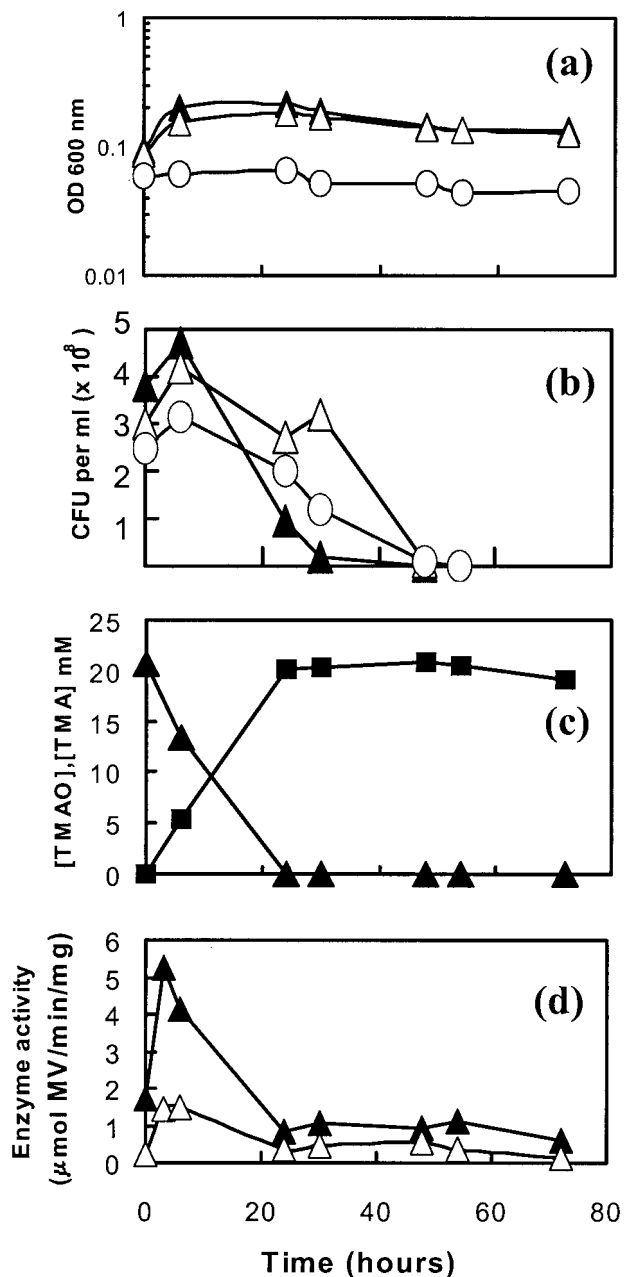 1
(a)
OD 600 nm
0.1
0.01
5
(b)
CFU per ml (x 10⁸)
4
3
2
1
25
[TMAO],[TMA] mM
20
15
(c)
10
5
0
6
(d)
Enzyme activity
(μmol MV/min/mg)
5
4
3
2
1
0
0 20 40 60 80
Time (hours)